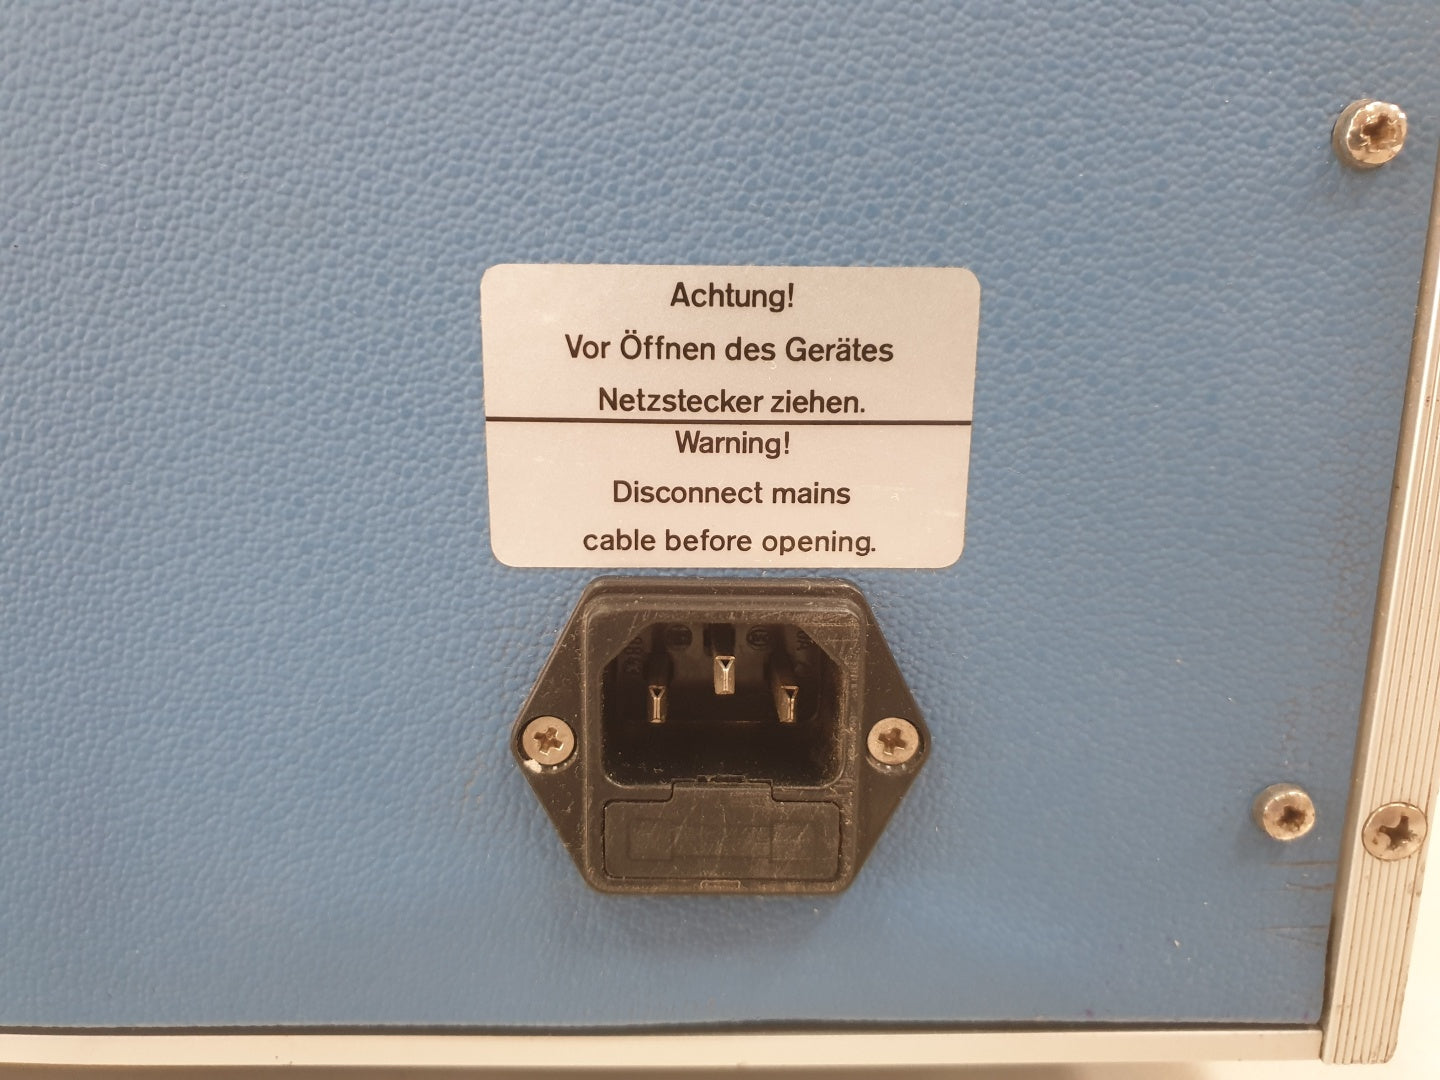 Achtung!
Vor Öffnen des Gerätes
Netzstecker ziehen.
Warning!
Disconnect mains
cable before opening.